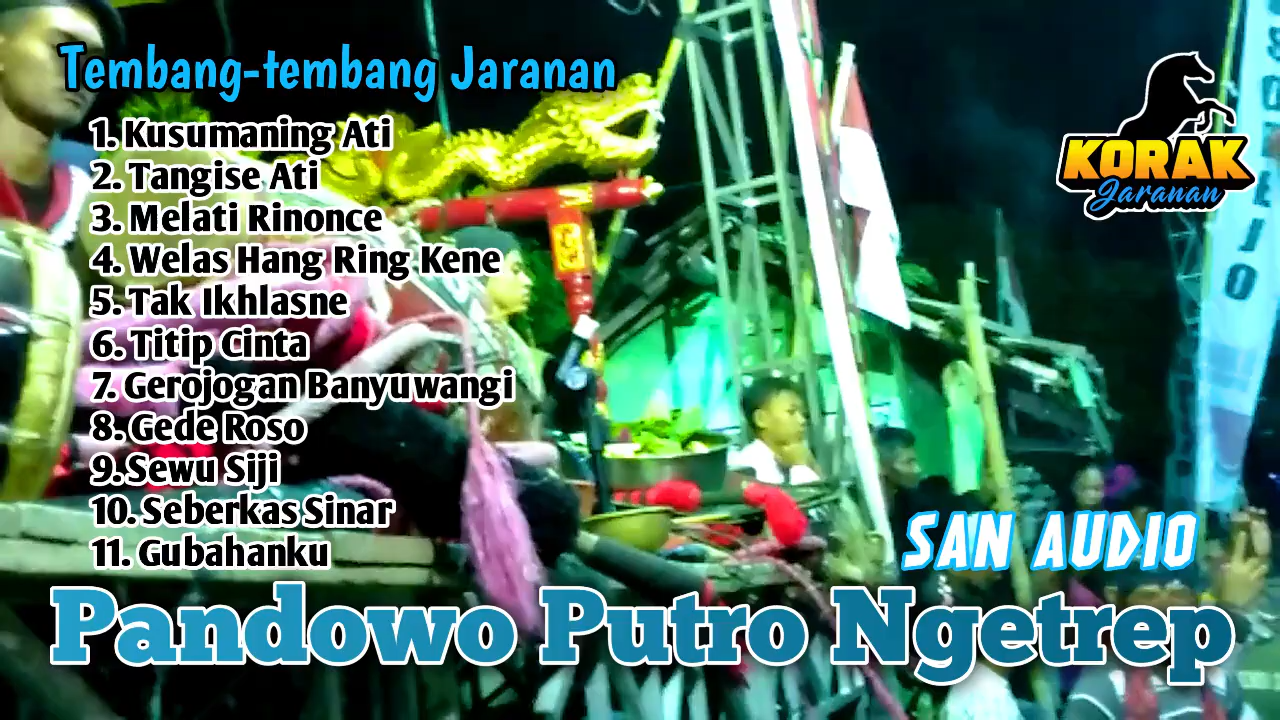 Tembang-tembang Jaranan
1. Kusumaning Ati
2. Tangise Ati
3. Melati Rinonce
4. Welas Hang Ring Kene
5. Tak Ikhlasne
6. Titip Cinta
7. Gerojogan Banyuwangi
8. Gede Roso
9. Sewu Siji
10. Seberkas Sinar
11. Gubahanku
KORAK
Jaranan
SAN AUDIO
Pandowo Putro Ngetrep